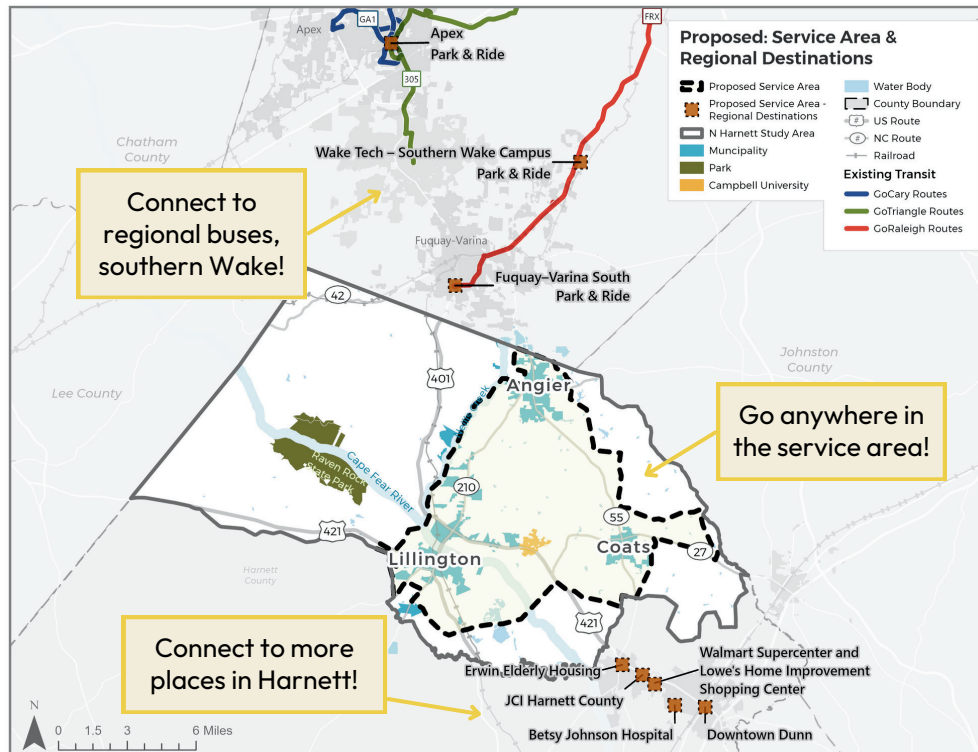 GA1
FRX
Apex
Apex
Park & Ride
305
Chatham
County
Wake Tech – Southern Wake Campus
Park & Ride
Connect to
regional buses,
southern Wake!
Fuquay-Varina
Fuquay–Varina South
Park & Ride
Proposed: Service Area &
Regional Destinations
Proposed Service Area
Proposed Service Area -
Regional Destinations
N Harnett Study Area
Muncipality
Park
Campbell University
Water Body
County Boundary
# US Route
# NC Route
Railroad
Existing Transit
GoCary Routes
GoTriangle Routes
GoRaleigh Routes
42
401
Johnston
County
Lee County
Angier
Go anywhere in
the service area!
Raven Rock
State Park
Cape Fear River
210
421
55
27
Lillington
Coats
Harnett
County
421
Connect to more
places in Harnett!
Erwin Elderly Housing
JCI Harnett County
Walmart Supercenter and
Lowe's Home Improvement
Shopping Center
Betsy Johnson Hospital
Downtown Dunn
N
0 1.5 3 6 Miles